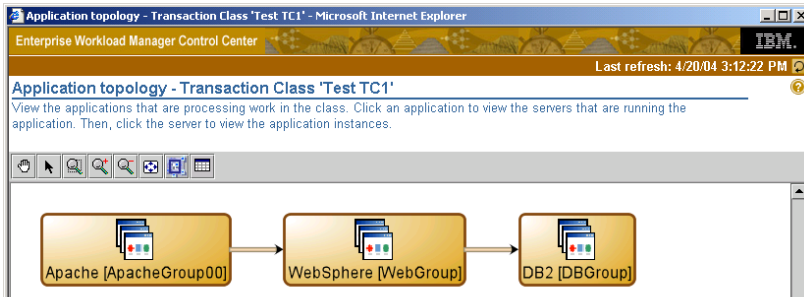 Application topology - Transaction Class 'Test TC1' - Microsoft Internet Explorer
Enterprise Workload Manager Control Center
IBM.
Last refresh: 4/20/04 3:12:22 PM
Application topology - Transaction Class 'Test TC1'
View the applications that are processing work in the class. Click an application to view the servers that are running the
application. Then, click the server to view the application instances.
Apache [ApacheGroup00]
WebSphere [WebGroup]
DB2 [DBGroup]